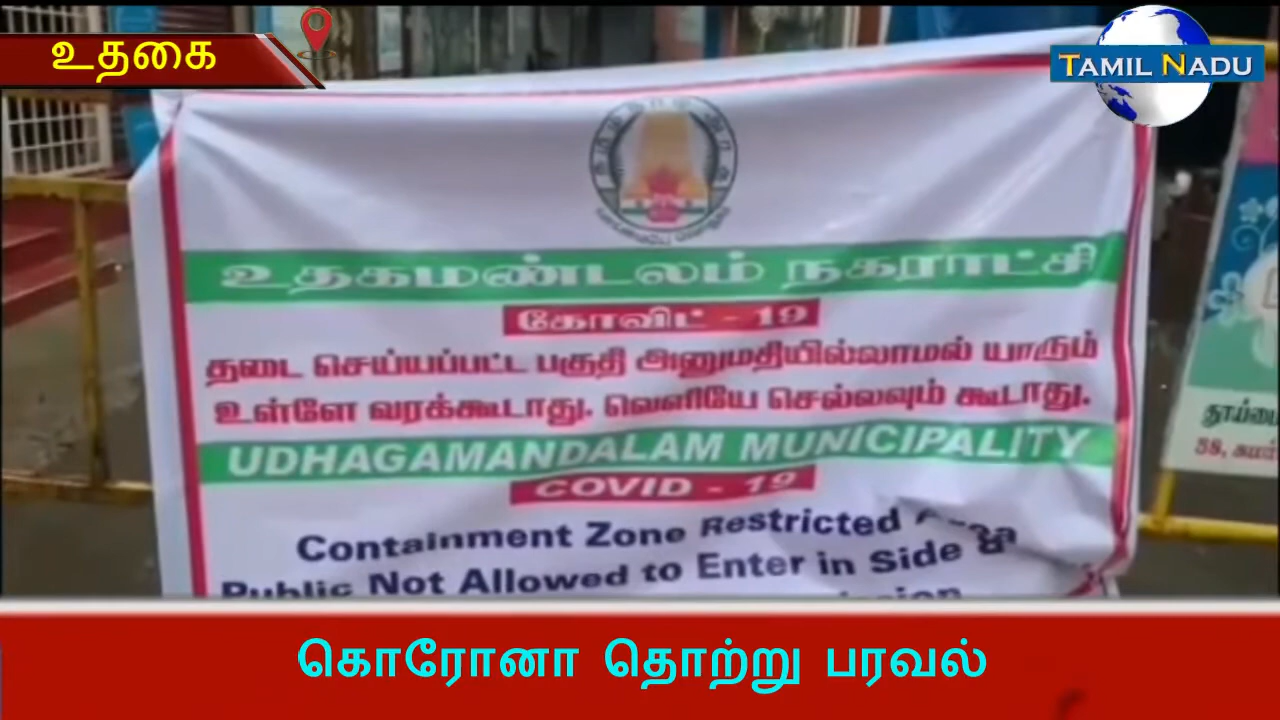 உதகை
TAMIL NADU
உதகமண்டலம் நகராட்சி
கோவிட் - 19
தடை செய்யப்பட்ட பகுதி அனுமதியில்லாமல் யாரும்
உள்ளே வரக்கூடாது. வெளியே செல்லவும் கூடாது.
UDHAGAMANDALAM MUNICIPALITY
COVID - 19
Containment Zone Restricted Area
Public Not Allowed to Enter in Side &
கொரோனா தொற்று பரவல்